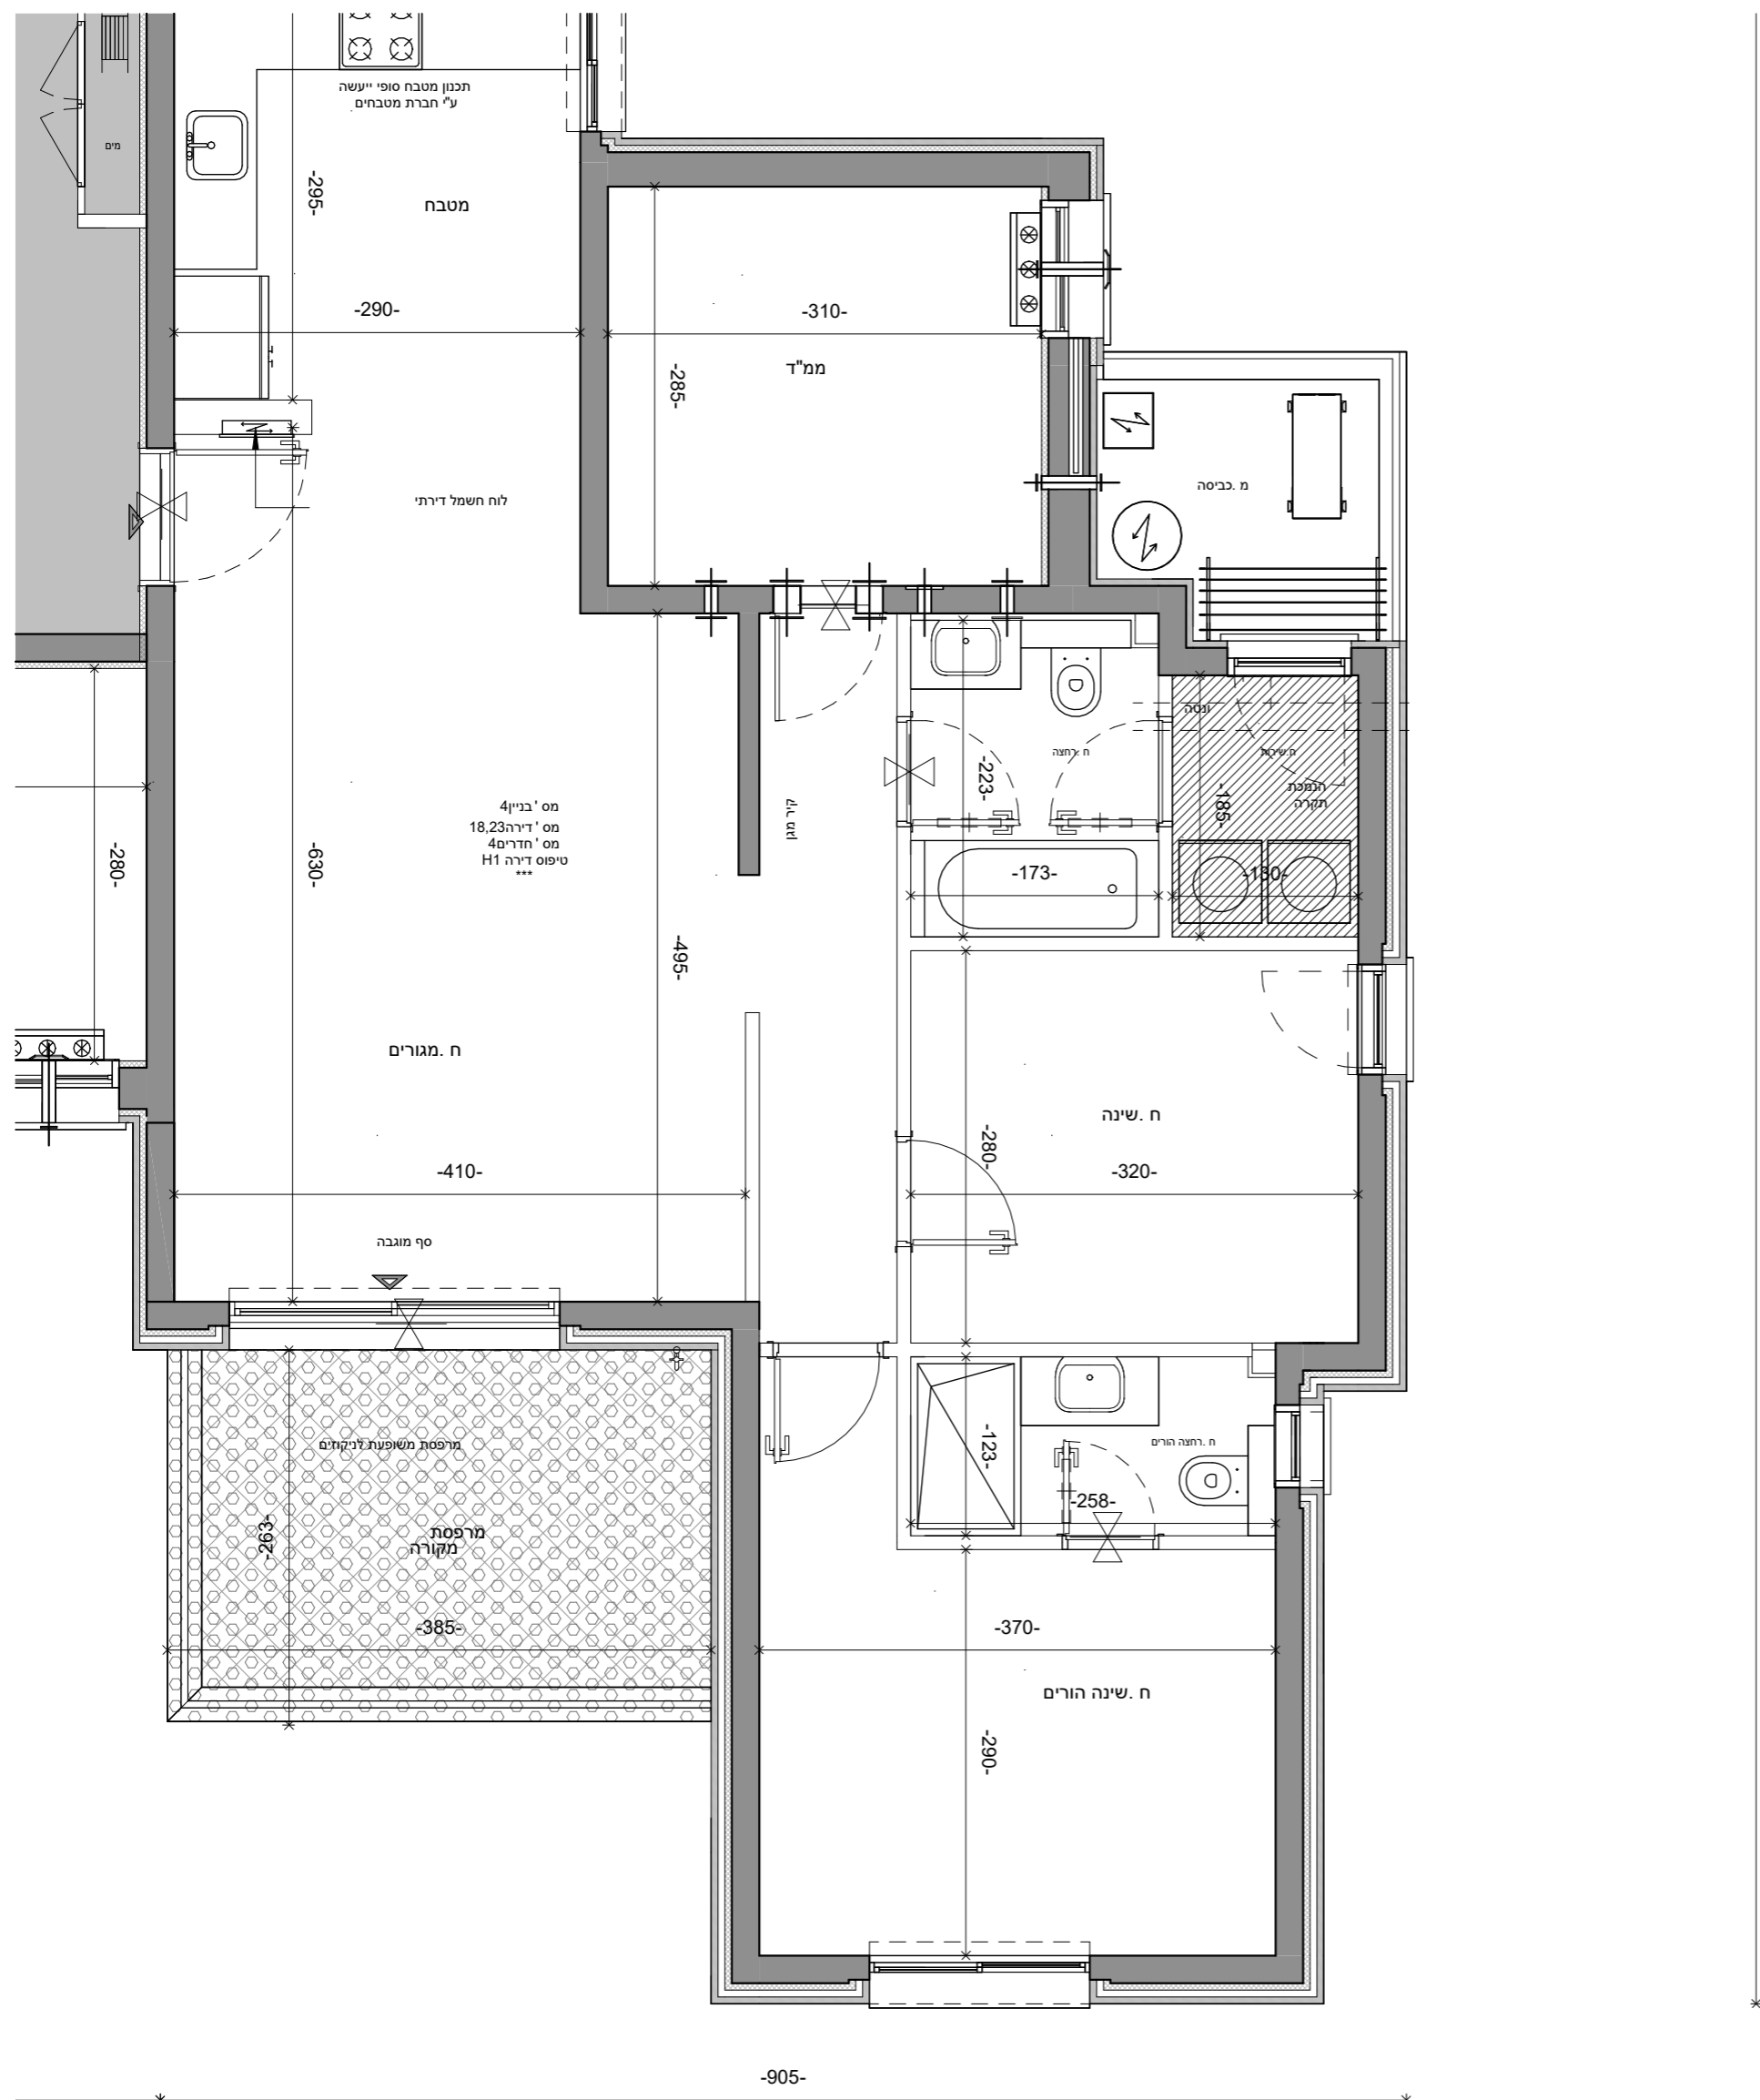 תכנון מטבח סופי ייעשה
ע"י חברת מטבחים
מים
-295-
מטבח
-290-
-310-
ממ"ד
-285-
מ .כביסה
לוח חשמל דירתי
ונטה
ח.שירות
ח .רחצה
-223-
הנמכת
תקרה
-185-
קיר מגן
מס ' בניין4
מס ' דירה18,23
מס ' חדרים4
טיפוס דירה H1
***
-280-
-630-
-173-
-130-
-495-
ח .מגורים
ח .שינה
-280-
-410-
-320-
סף מוגבה
מרפסת משופעת לניקוזים
-123-
ח .רחצה הורים
-258-
-263-
מרפסת
מקורה
-385-
-370-
ח .שינה הורים
-290-
-905-